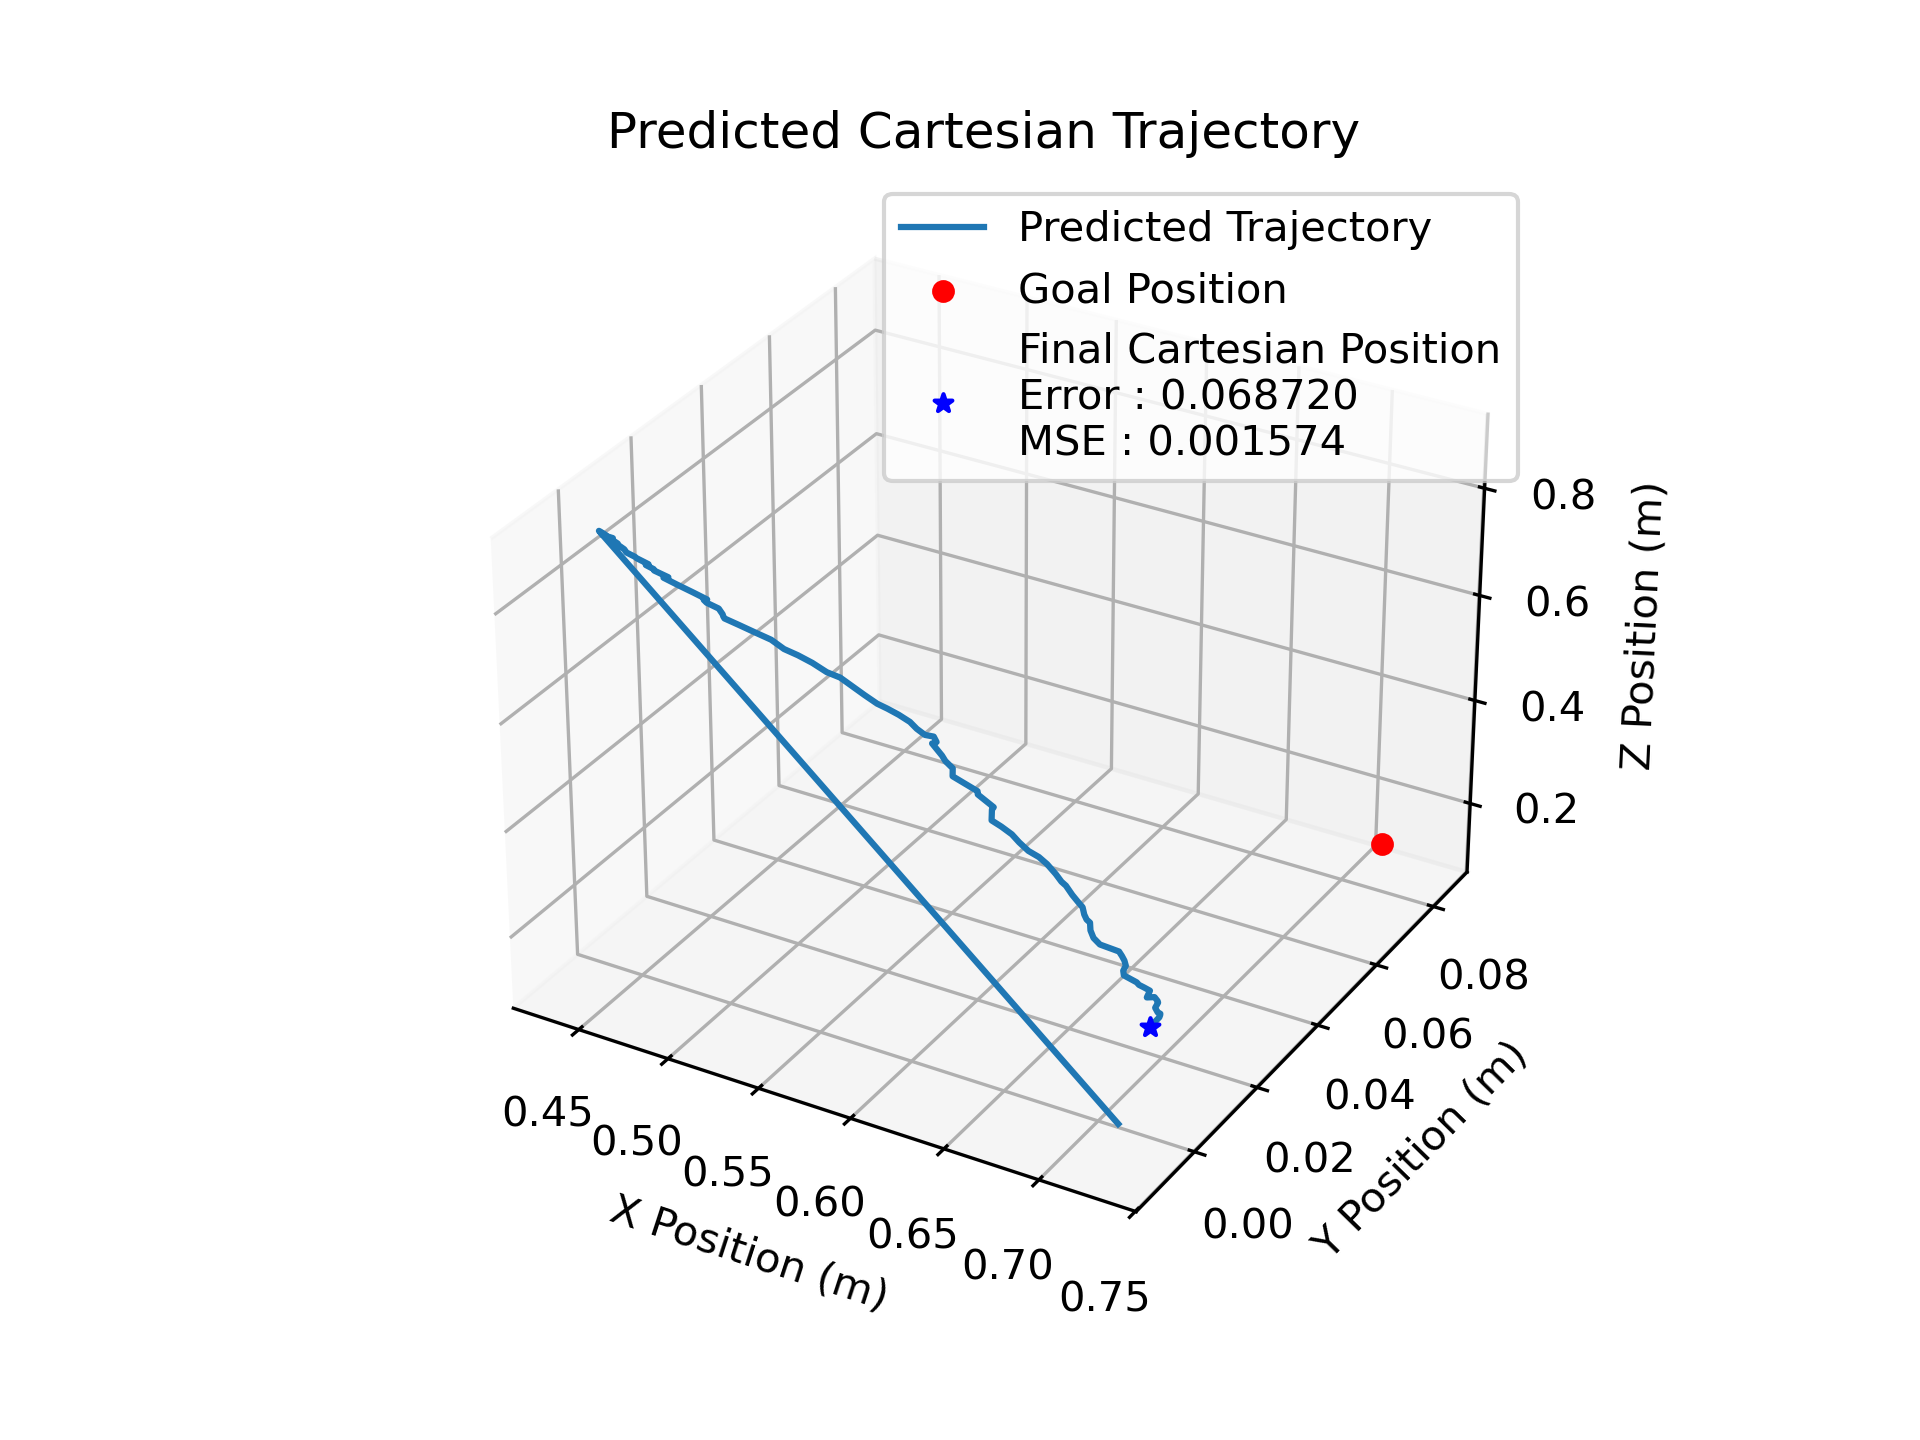 Predicted Cartesian Trajectory
Predicted Trajectory
Goal Position
Final Cartesian Position
Error : 0.068720
MSE : 0.001574
0.8
0.6
0.4
0.2
Z Position (m)
0.08
0.06
0.04
0.02
0.00
Y Position (m)
0.45
0.50
0.55
0.60
0.65
0.70
0.75
X Position (m)